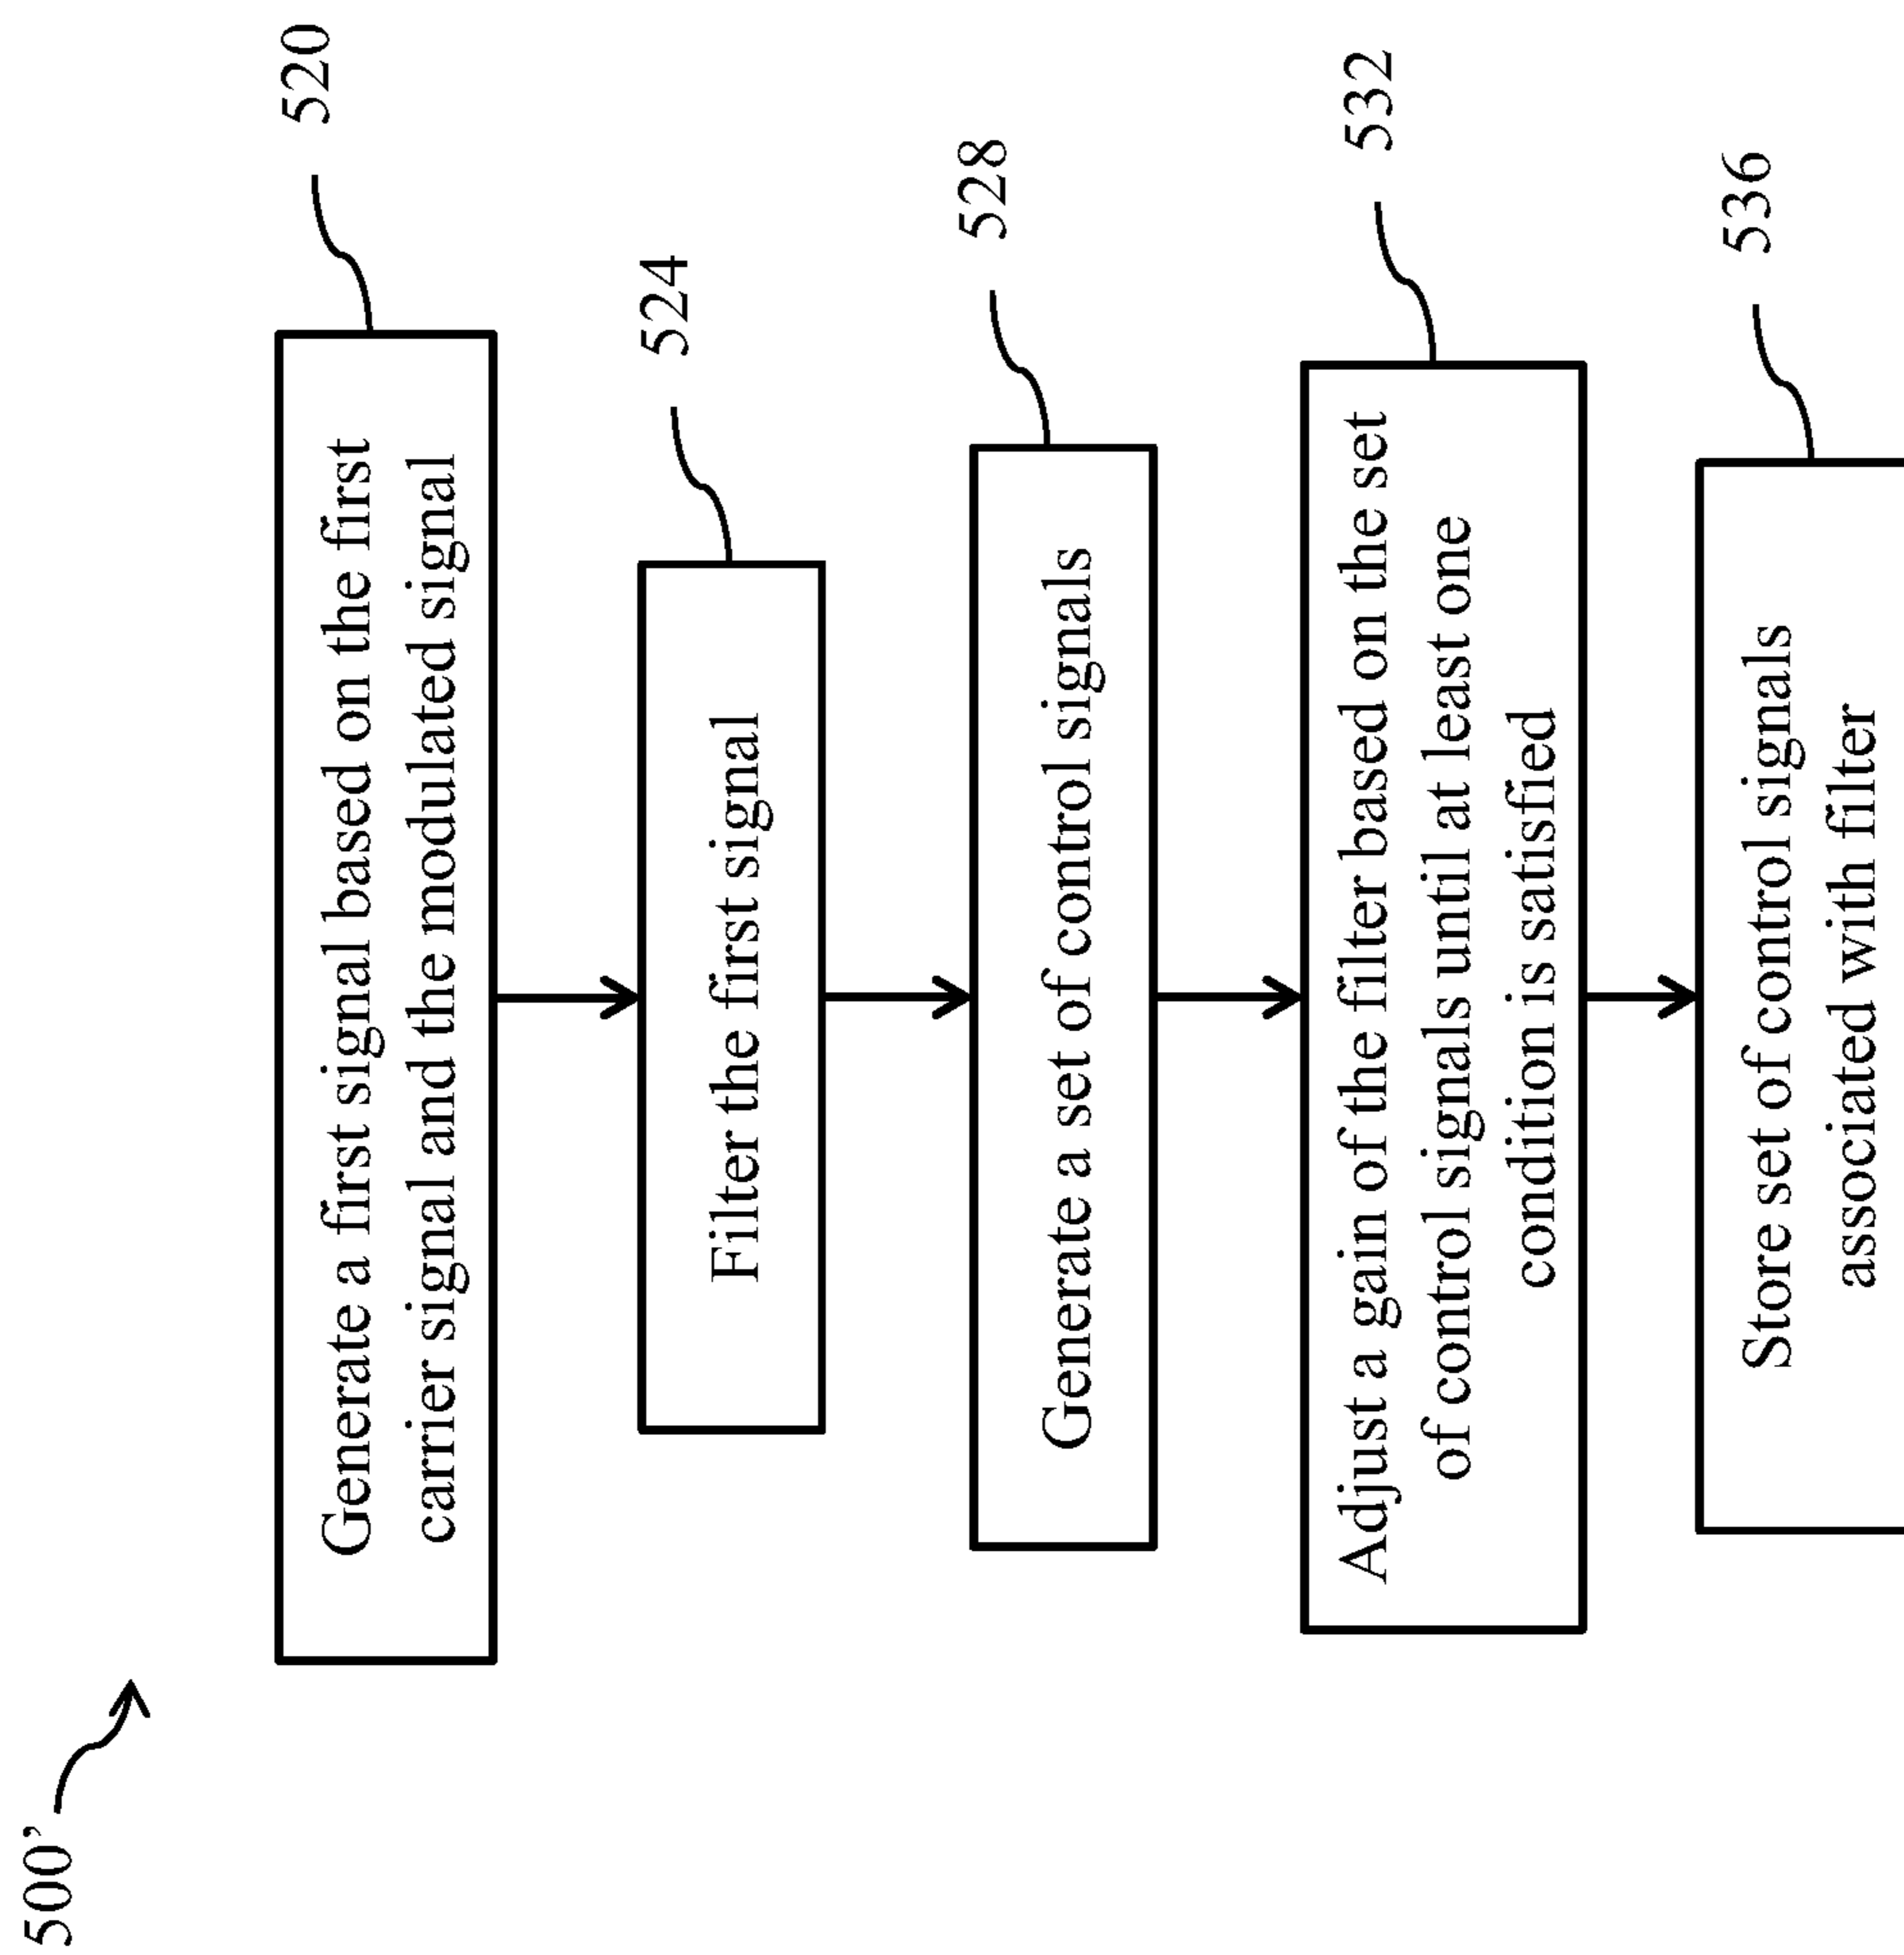 500’
520
Generate a first signal based on the first
carrier signal and the modulated signal
524
Filter the first signal
528
Generate a set of control signals
532
Adjust a gain of the filter based on the set
of control signals until at least one
condition is satisfied
536
Store set of control signals
associated with filter